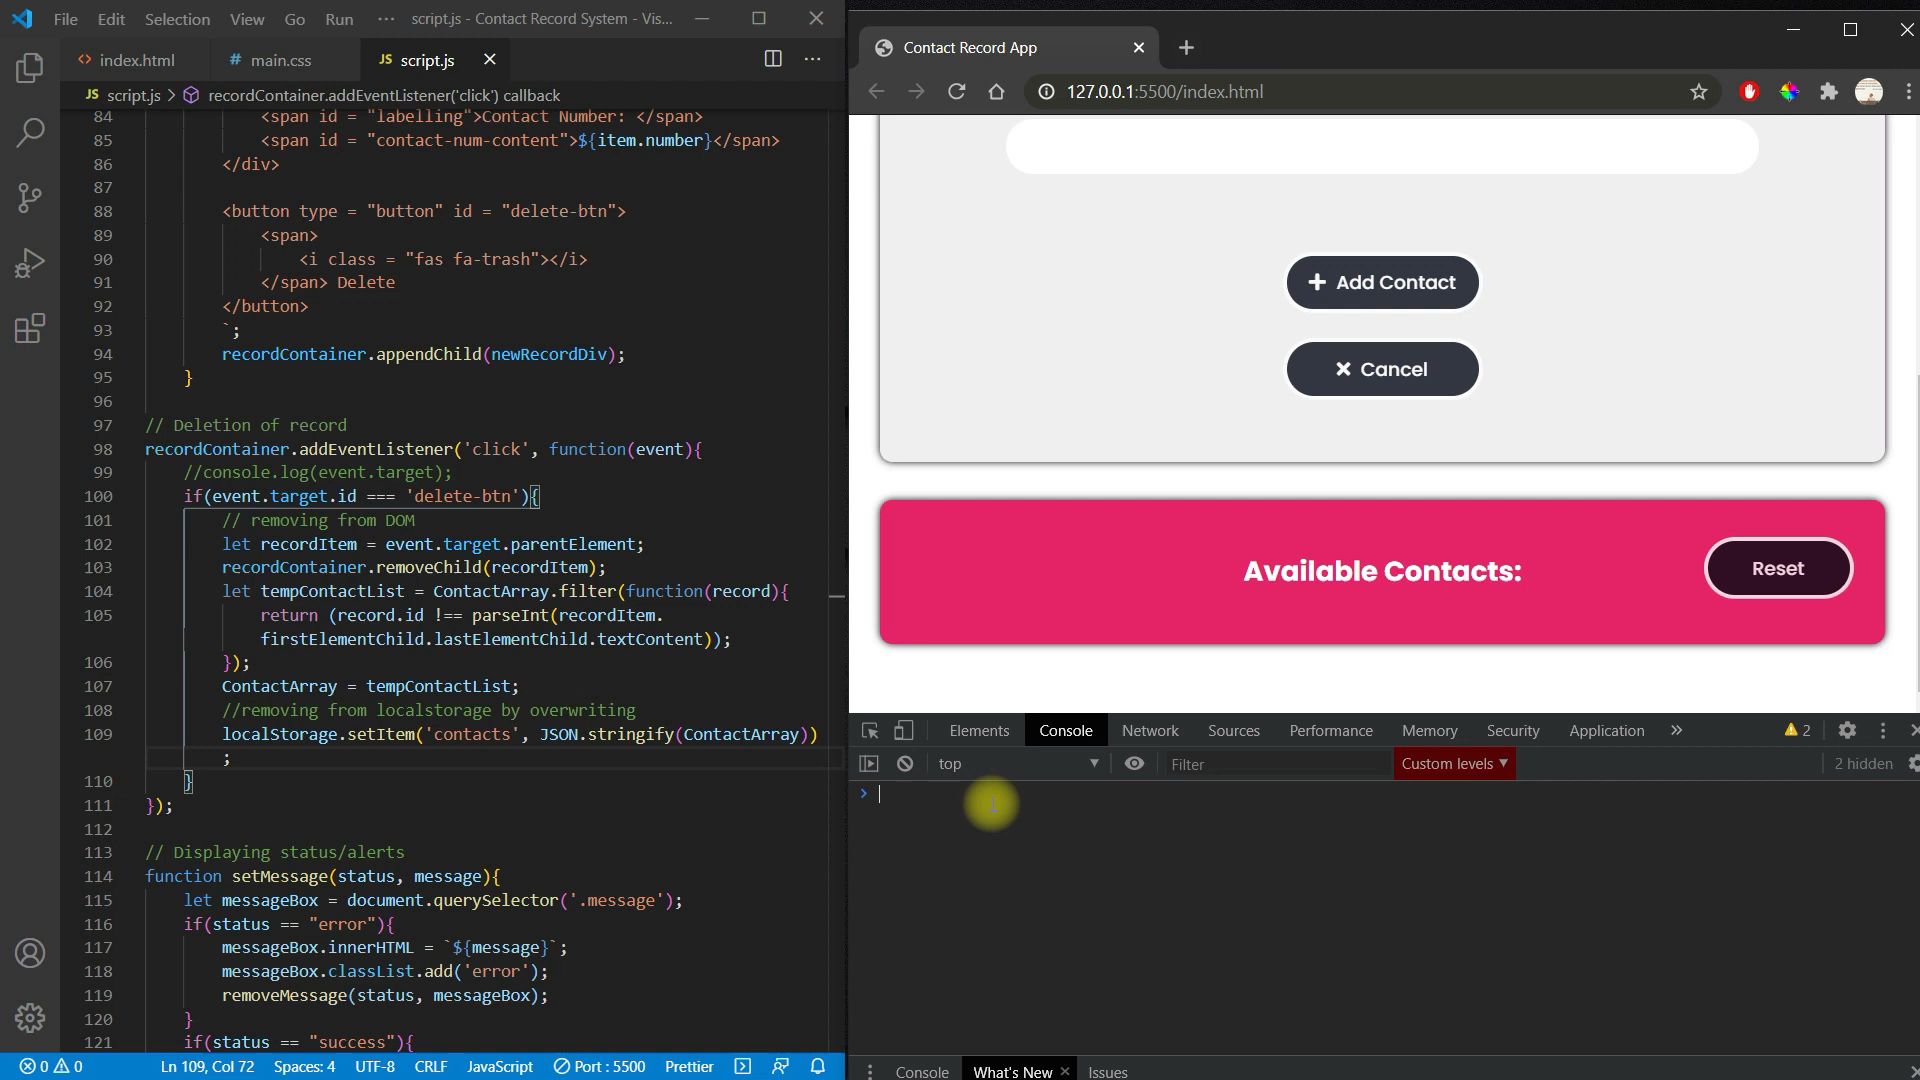 File Edit Selection View Go Run ··· script.js - Contact Record System - Vis...
index.html # main.css JS script.js
JS script.js > recordContainer.addEventListener('click') callback
84 <span id = "labelling">Contact Number: </span>
85 <span id = "contact-num-content">${item.number}</span>
86 </div>
87
88 <button type = "button" id = "delete-btn">
89 <span>
90 <i class = "fas fa-trash"></i>
91 </span> Delete
92 </button>
93 `;
94 recordContainer.appendChild(newRecordDiv);
95 }
96
97 // Deletion of record
98 recordContainer.addEventListener('click', function(event){
99 //console.log(event.target);
100 if(event.target.id === 'delete-btn'){
101 // removing from DOM
102 let recordItem = event.target.parentElement;
103 recordContainer.removeChild(recordItem);
104 let tempContactList = ContactArray.filter(function(record){
105 return (record.id !== parseInt(recordItem.
firstElementChild.lastElementChild.textContent));
106 });
107 ContactArray = tempContactList;
108 //removing from localstorage by overwriting
109 localStorage.setItem('contacts', JSON.stringify(ContactArray))
;
110 }
111 });
112
113 // Displaying status/alerts
114 function setMessage(status, message){
115 let messageBox = document.querySelector('.message');
116 if(status == "error"){
117 messageBox.innerHTML = `${message}`;
118 messageBox.classList.add('error');
119 removeMessage(status, messageBox);
120 }
121 if(status == "success"){
0 0 Ln 109, Col 72 Spaces: 4 UTF-8 CRLF JavaScript Port : 5500 Prettier
Contact Record App
127.0.0.1:5500/index.html
Add Contact
Cancel
Available Contacts:
Reset
Elements Console Network Sources Performance Memory Security Application » 2
top Filter Custom levels 2 hidden
>
Console What's New Issues